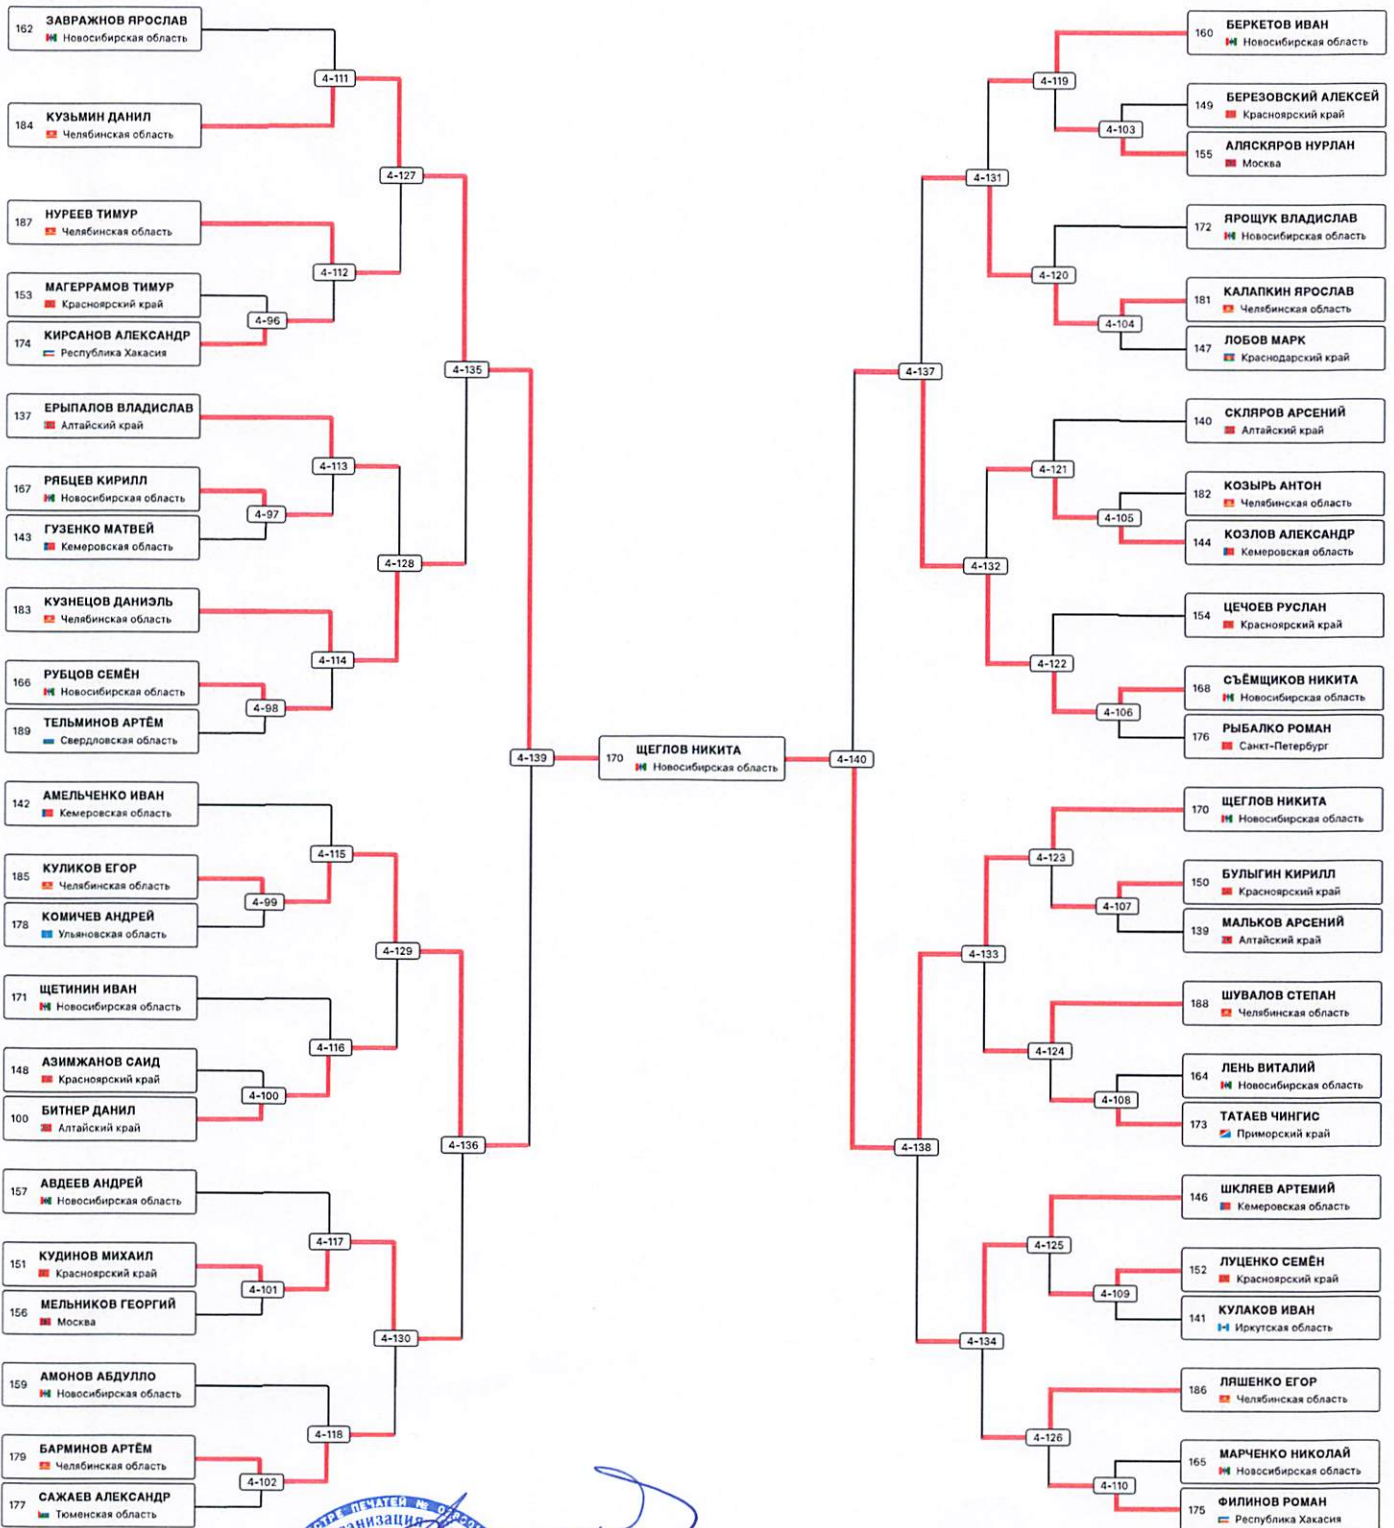 162 ЗАВРАЖНОВ ЯРОСЛАВ
Новосибирская область
4-111
184 КУЗЬМИН ДАНИЛ
Челябинская область
4-127
187 НУРЕЕВ ТИМУР
Челябинская область
4-112
153 МАГЕРРАМОВ ТИМУР
Красноярский край
4-96
174 КИРСАНОВ АЛЕКСАНДР
Республика Хакасия
4-135
137 ЕРЫПАЛОВ ВЛАДИСЛАВ
Алтайский край
4-113
167 РЯБЦЕВ КИРИЛЛ
Новосибирская область
4-97
143 ГУЗЕНКО МАТВЕЙ
Кемеровская область
4-128
183 КУЗНЕЦОВ ДАНИЭЛЬ
Челябинская область
4-114
166 РУБЦОВ СЕМЁН
Новосибирская область
4-98
189 ТЕЛЬМИНОВ АРТЁМ
Свердловская область
4-139
142 АМЕЛЬЧЕНКО ИВАН
Кемеровская область
4-115
185 КУЛИКОВ ЕГОР
Челябинская область
4-99
178 КОМИЧЕВ АНДРЕЙ
Ульяновская область
4-129
171 ЩЕТИНИН ИВАН
Новосибирская область
4-116
148 АЗИМЖАНОВ САИД
Красноярский край
4-100
100 БИТНЕР ДАНИЛ
Алтайский край
4-136
157 АВДЕЕВ АНДРЕЙ
Новосибирская область
4-117
151 КУДИНОВ МИХАИЛ
Красноярский край
4-101
156 МЕЛЬНИКОВ ГЕОРГИЙ
Москва
4-130
159 АМОНОВ АБДУЛЛО
Новосибирская область
4-118
179 БАРМИНОВ АРТЁМ
Челябинская область
4-102
177 САЖАЕВ АЛЕКСАНДР
Тюменская область
170 ЩЕГЛОВ НИКИТА
Новосибирская область
4-140
160 БЕРКЕТОВ ИВАН
Новосибирская область
4-119
149 БЕРЕЗОВСКИЙ АЛЕКСЕЙ
Красноярский край
4-103
155 АЛЯСКЯРОВ НУРЛАН
Москва
4-131
172 ЯРОЩУК ВЛАДИСЛАВ
Новосибирская область
4-120
181 КАЛАПКИН ЯРОСЛАВ
Челябинская область
4-104
147 ЛОБОВ МАРК
Краснодарский край
4-137
140 СКЛЯРОВ АРСЕНИЙ
Алтайский край
4-121
182 КОЗЫРЬ АНТОН
Челябинская область
4-105
144 КОЗЛОВ АЛЕКСАНДР
Кемеровская область
4-132
154 ЦЕЧОЕВ РУСЛАН
Красноярский край
4-122
168 СЪЁМЩИКОВ НИКИТА
Новосибирская область
4-106
176 РЫБАЛКО РОМАН
Санкт-Петербург
170 ЩЕГЛОВ НИКИТА
Новосибирская область
4-123
150 БУЛЫГИН КИРИЛЛ
Красноярский край
4-107
139 МАЛЬКОВ АРСЕНИЙ
Алтайский край
4-133
188 ШУВАЛОВ СТЕПАН
Челябинская область
4-124
164 ЛЕНЬ ВИТАЛИЙ
Новосибирская область
4-108
173 ТАТАЕВ ЧИНГИС
Приморский край
4-138
146 ШКЛЯЕВ АРТЕМИЙ
Кемеровская область
4-125
152 ЛУЦЕНКО СЕМЁН
Красноярский край
4-109
141 КУЛАКОВ ИВАН
Иркутская область
4-134
186 ЛЯШЕНКО ЕГОР
Челябинская область
4-126
165 МАРЧЕНКО НИКОЛАЙ
Новосибирская область
4-110
175 ФИЛИНОВ РОМАН
Республика Хакасия
ПЕЧАТЕЙ №